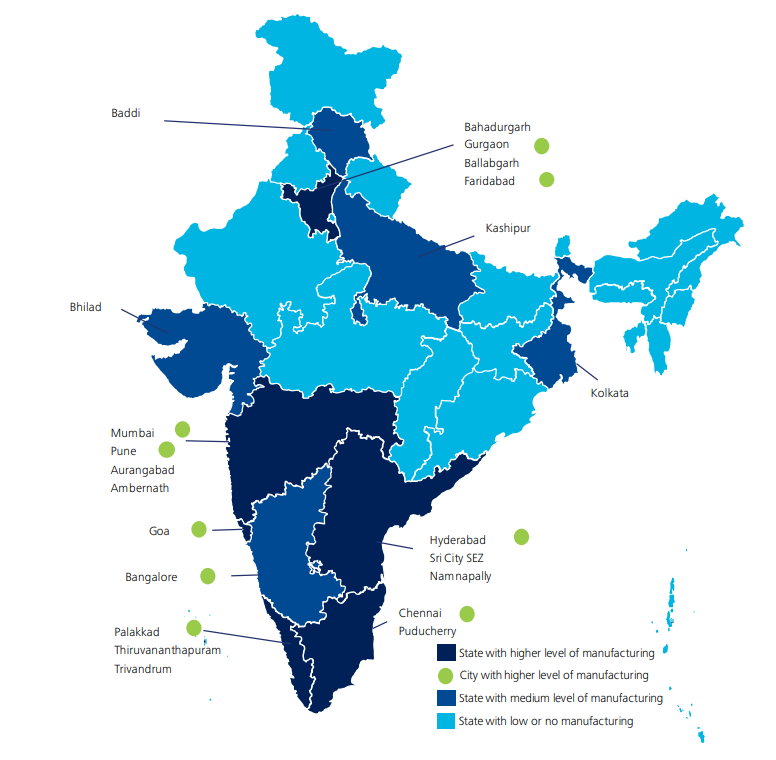 Baddi
Bahadurgarh
Gurgaon
Ballabgarh
Faridabad
Kashipur
Bhilad
Kolkata
Mumbai
Pune
Aurangabad
Ambernath
Goa
Hyderabad
Sri City SEZ
Namnapally
Bangalore
Chennai
Puducherry
Palakkad
Thiruvananthapuram
Trivandrum
State with higher level of manufacturing
City with higher level of manufacturing
State with medium level of manufacturing
State with low or no manufacturing